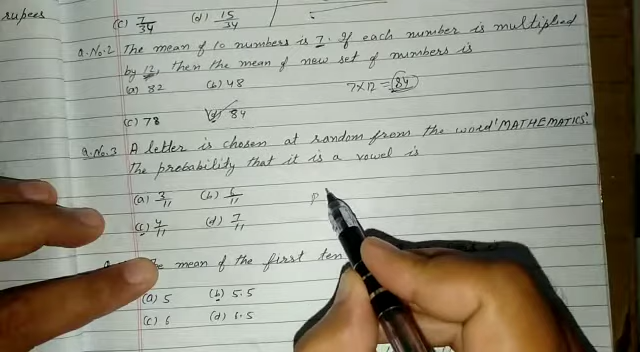 rupees
(c) 7/34 (d) 15/34
Q.No.2 The mean of 10 numbers is 7. If each number is multiplied
by 12, then the mean of new set of numbers is
(a) 82 (b) 48 7×12 = 84
(c) 78 (d) 84
Q.No.3 A letter is chosen at random from the word 'MATHEMATICS'.
The probability that it is a vowel is
(a) 3/11 (b) 6/11 P
(c) 4/11 (d) 7/11
mean of the first ten
(a) 5 (b) 5.5
(c) 6 (d) 6.5